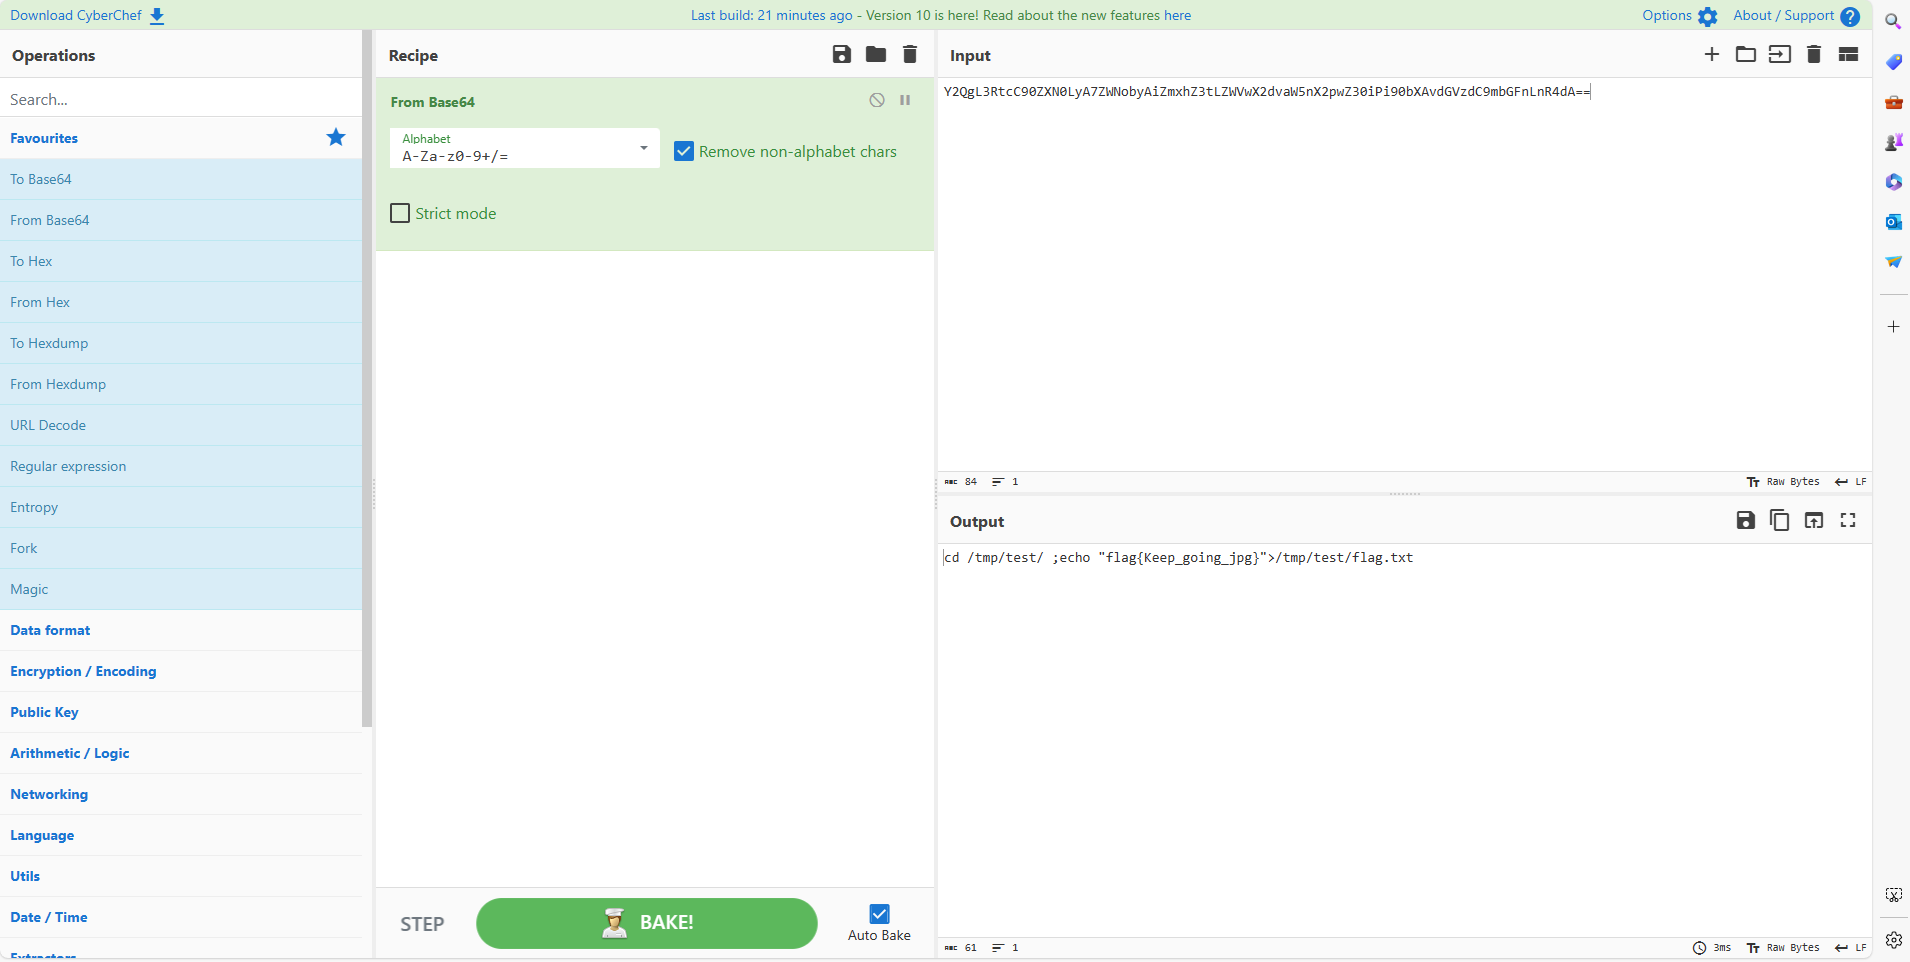 Download CyberChef
Last build: 21 minutes ago - Version 10 is here! Read about the new features here
Options
About / Support
Operations
Search...
Favourites
To Base64
From Base64
To Hex
From Hex
To Hexdump
From Hexdump
URL Decode
Regular expression
Entropy
Fork
Magic
Data format
Encryption / Encoding
Public Key
Arithmetic / Logic
Networking
Language
Utils
Date / Time
Extractors
Recipe
From Base64
Alphabet
A-Za-z0-9+/=
Remove non-alphabet chars
Strict mode
STEP
BAKE!
Auto Bake
Input
Y2QgL3RtcC90ZXN0LyA7ZWNobyAiZmxhZ3tLZWVwX2dvaW5nX2pwZ30iPi90bXAvdGVzdC9mbGFnLnR4dA==
ABC 84 1
Tт Raw Bytes LF
Output
cd /tmp/test/ ;echo "flag{Keep_going_jpg}">/tmp/test/flag.txt
ABC 61 1
3ms Tт Raw Bytes LF